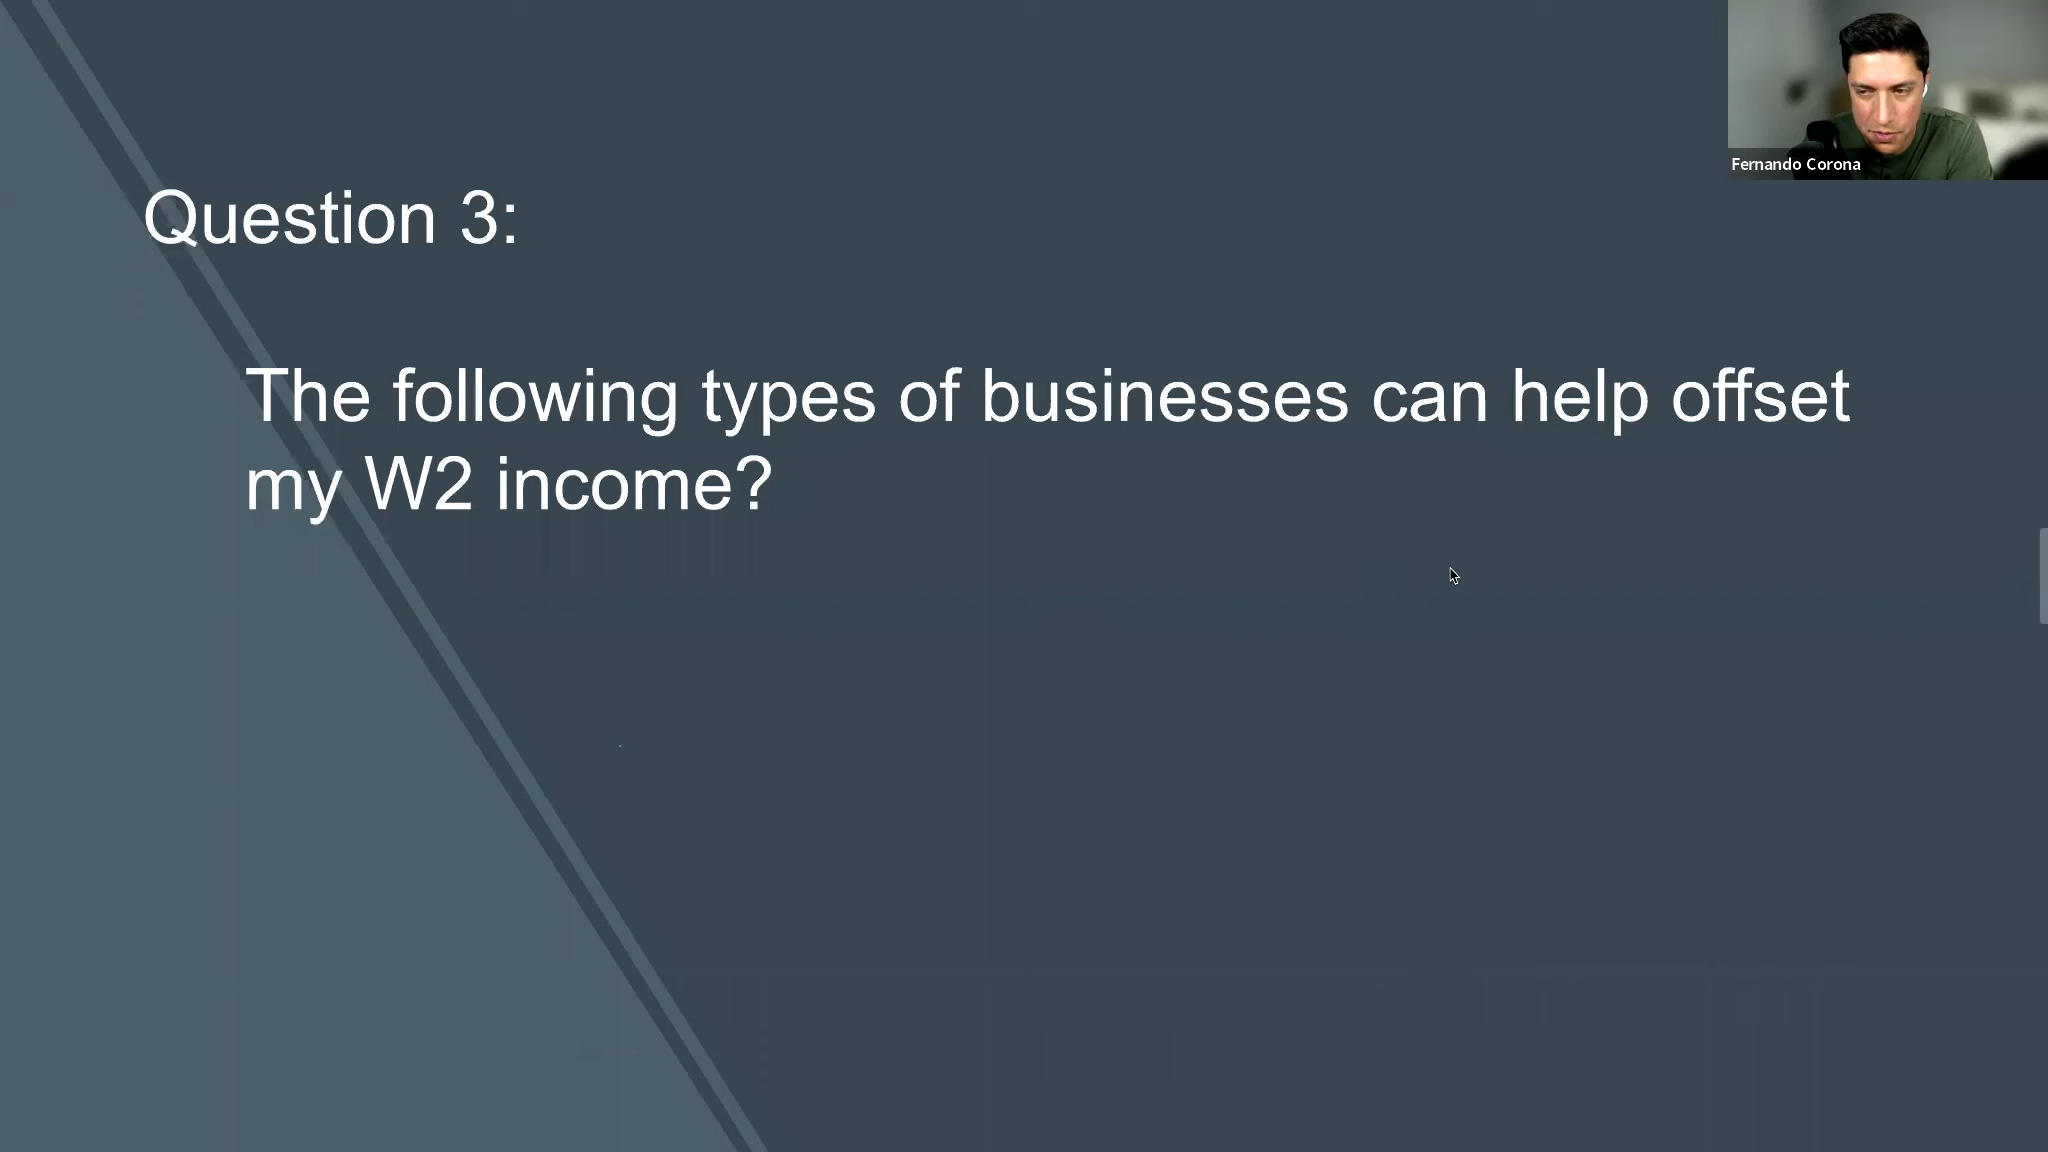 Fernando Corona
Question 3:
The following types of businesses can help offset
my W2 income?